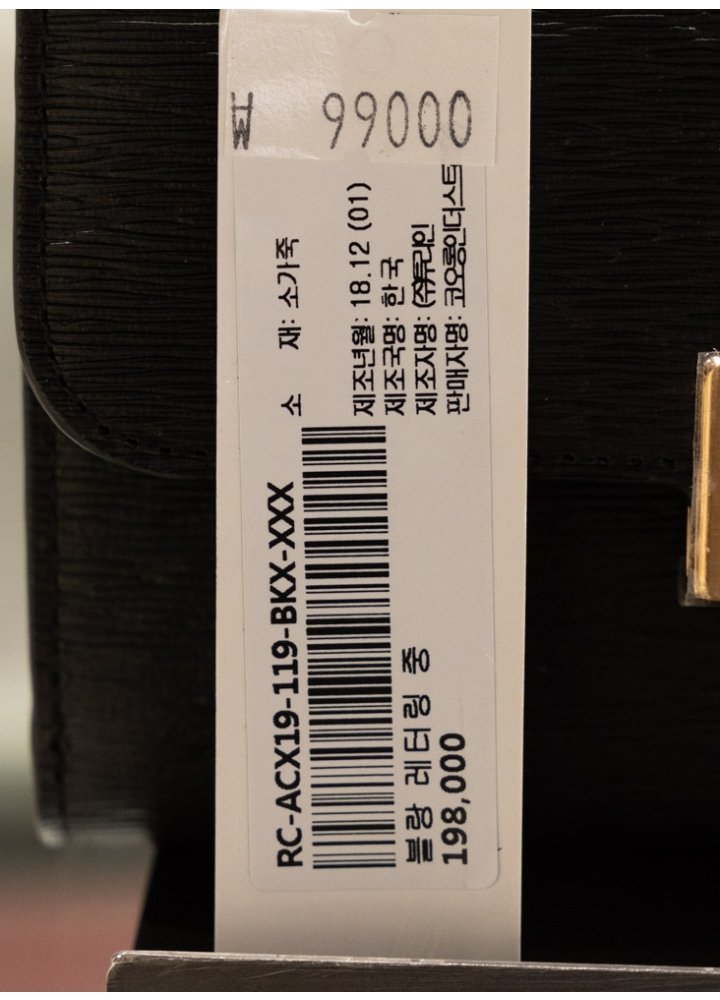 ₩ 99000
RC-ACX19-119-BKX-XXX
블랑 레터링 중
198,000
소 재: 소가죽
제조년월: 18.12 (01)
제조국명: 한국
제조자명: (주)튜라인
판매자명: 코오롱인더스트